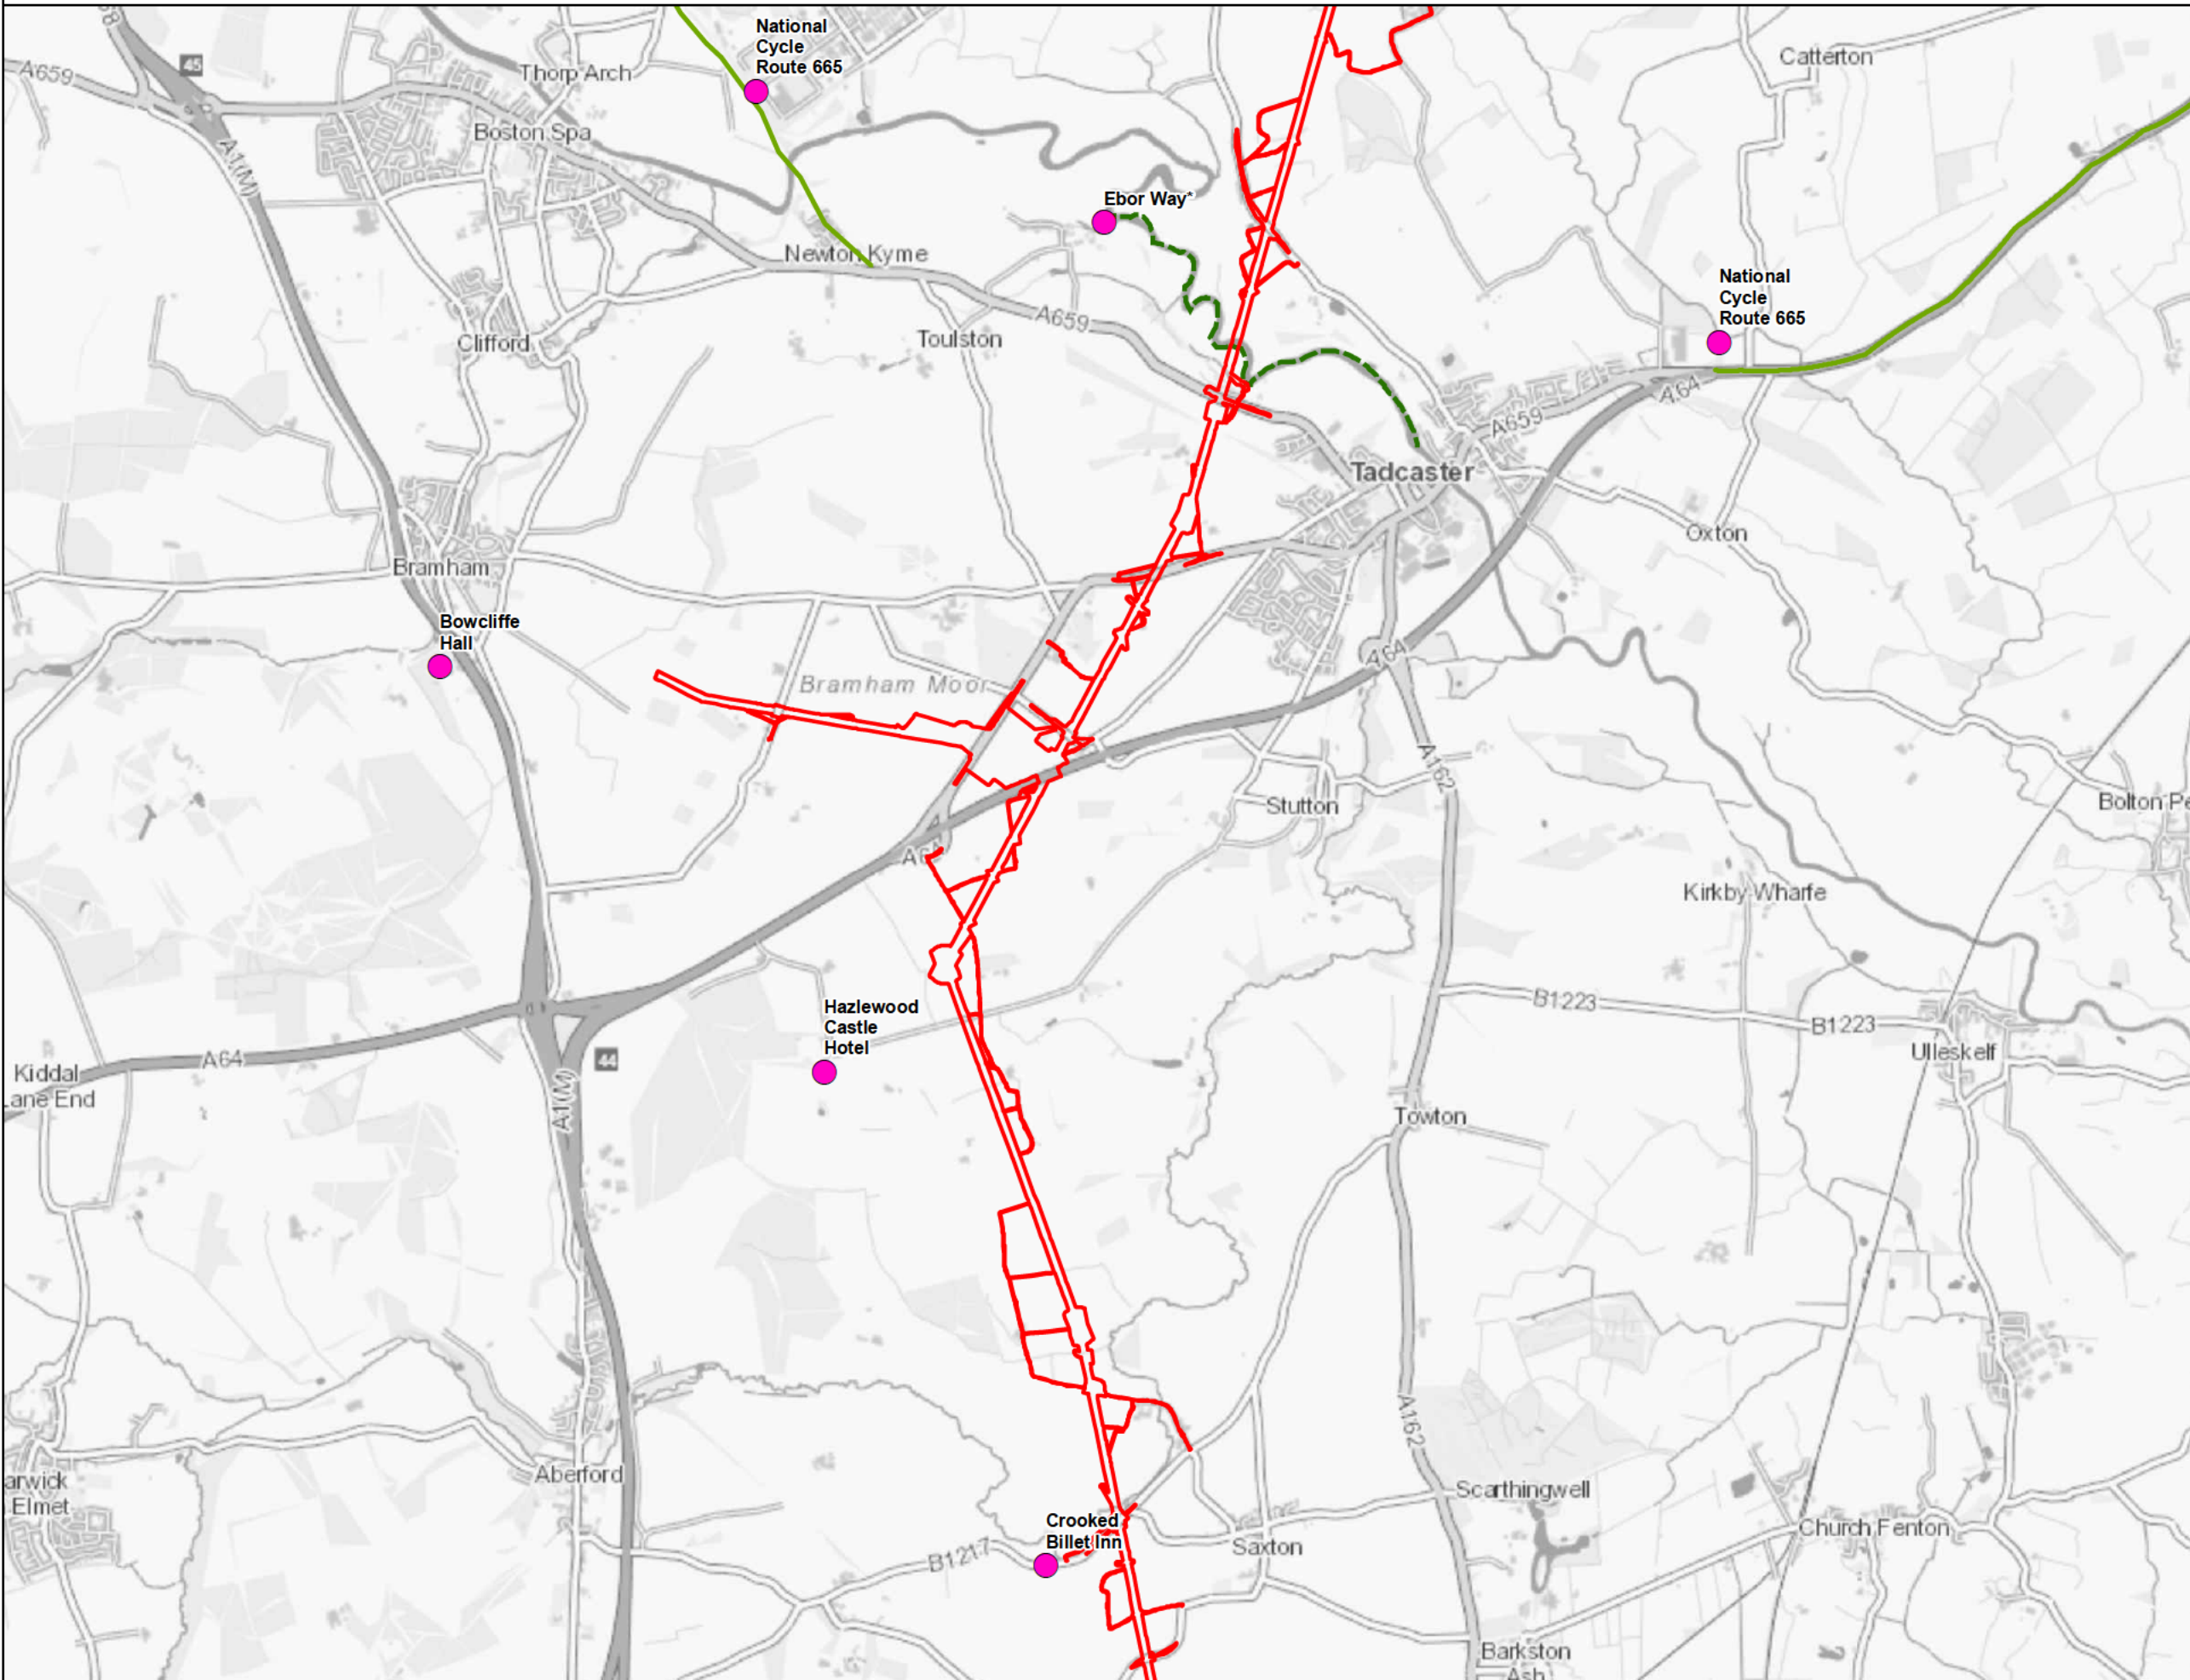 National
Cycle
Route 665
Catterton
45
A659
Thorp Arch
Boston Spa
A1(M)
Ebor Way*
Newton Kyme
National
Cycle
Route 665
A659
Toulston
Clifford
A64
A659
Tadcaster
Oxton
Bramham
Bowcliffe
Hall
A64
Bramham Moor
A162
Stutton
Bolton Pe
A64
Kirkby Wharfe
B1223
Hazlewood
Castle
Hotel
B1223
Ulleskelf
A64
44
Kiddal
Lane End
A1(M)
Towton
A162
Aberford
arwick
Elmet
Scarthingwell
Crooked
Billet Inn
Church Fenton
B1217
Saxton
Barkston
Ash